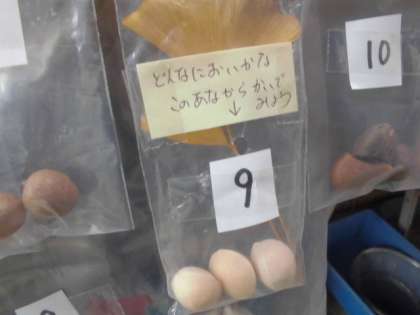 どんなにおいかな
このあなから かいで
↓ みよう
10
9